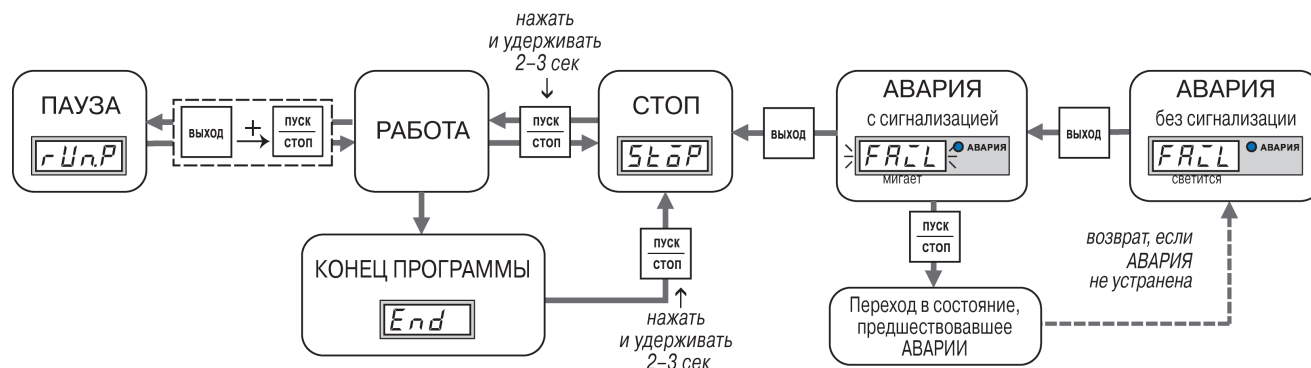 нажать
и удерживать
2–3 сек
ПАУЗА
rUn.P
ВЫХОД
+
ПУСК
СТОП
РАБОТА
ПУСК
СТОП
СТОП
StoP
ВЫХОД
АВАРИЯ
с сигнализацией
FAiL
АВАРИЯ
мигает
ВЫХОД
АВАРИЯ
без сигнализации
FAiL
АВАРИЯ
светится
КОНЕЦ ПРОГРАММЫ
End
ПУСК
СТОП
нажать
и удерживать
2–3 сек
ПУСК
СТОП
Переход в состояние,
предшествовавшее
АВАРИИ
возврат, если
АВАРИЯ
не устранена